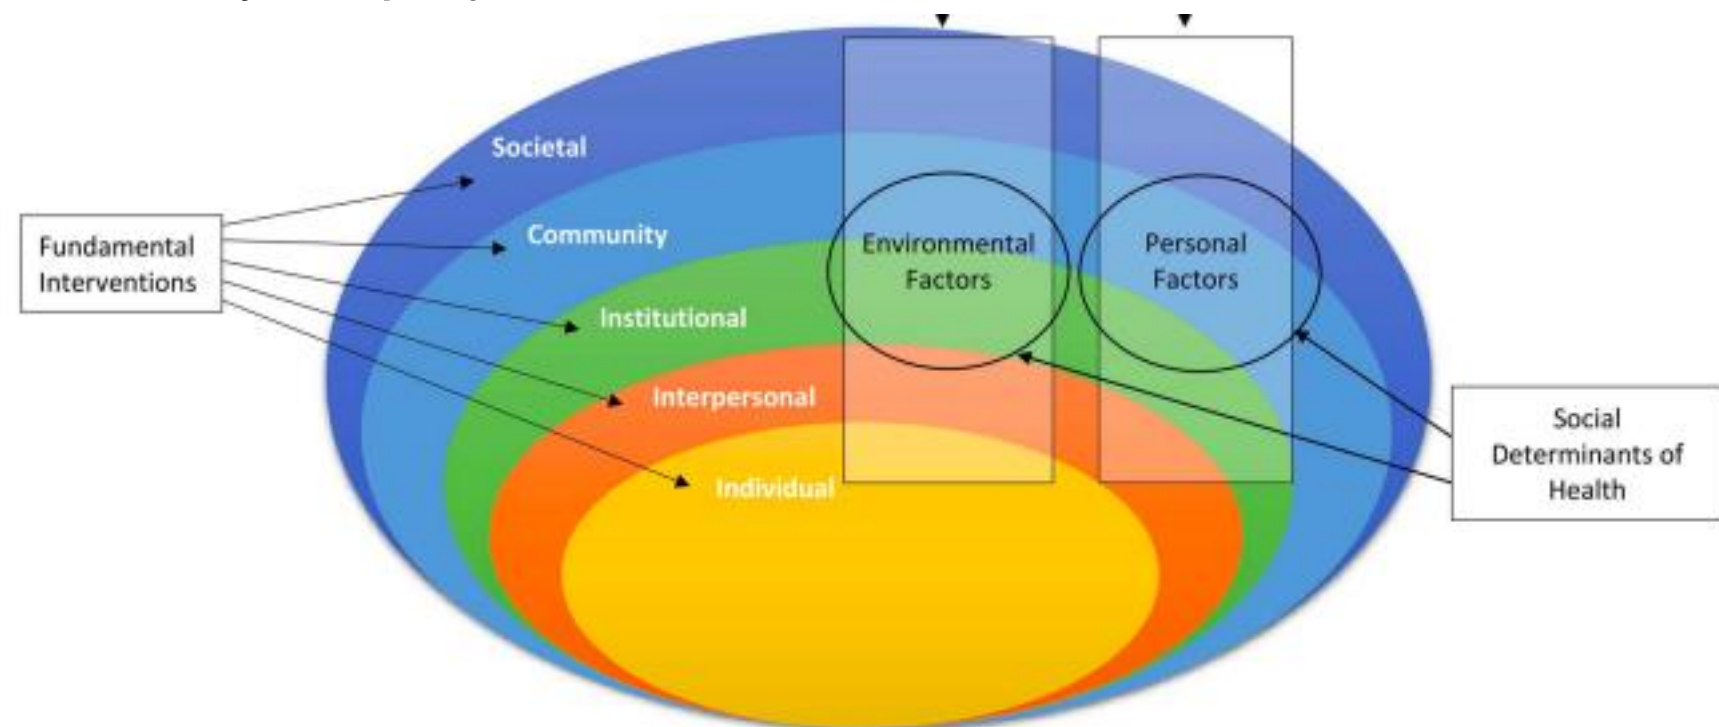 Societal
Community
Institutional
Interpersonal
Individual
Fundamental
Interventions
Environmental
Factors
Personal
Factors
Social
Determinants of
Health